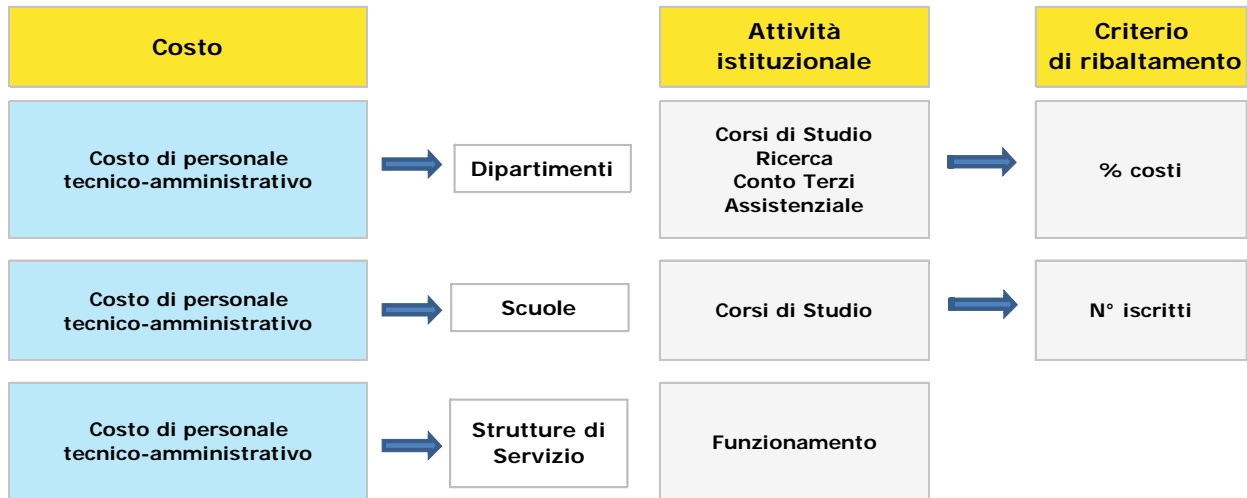 Costo
Attività
istituzionale
Criterio
di ribaltamento
Costo di personale
tecnico-amministrativo
Dipartimenti
Corsi di Studio
Ricerca
Conto Terzi
Assistenziale
% costi
Costo di personale
tecnico-amministrativo
Scuole
Corsi di Studio
N° iscritti
Costo di personale
tecnico-amministrativo
Strutture di
Servizio
Funzionamento